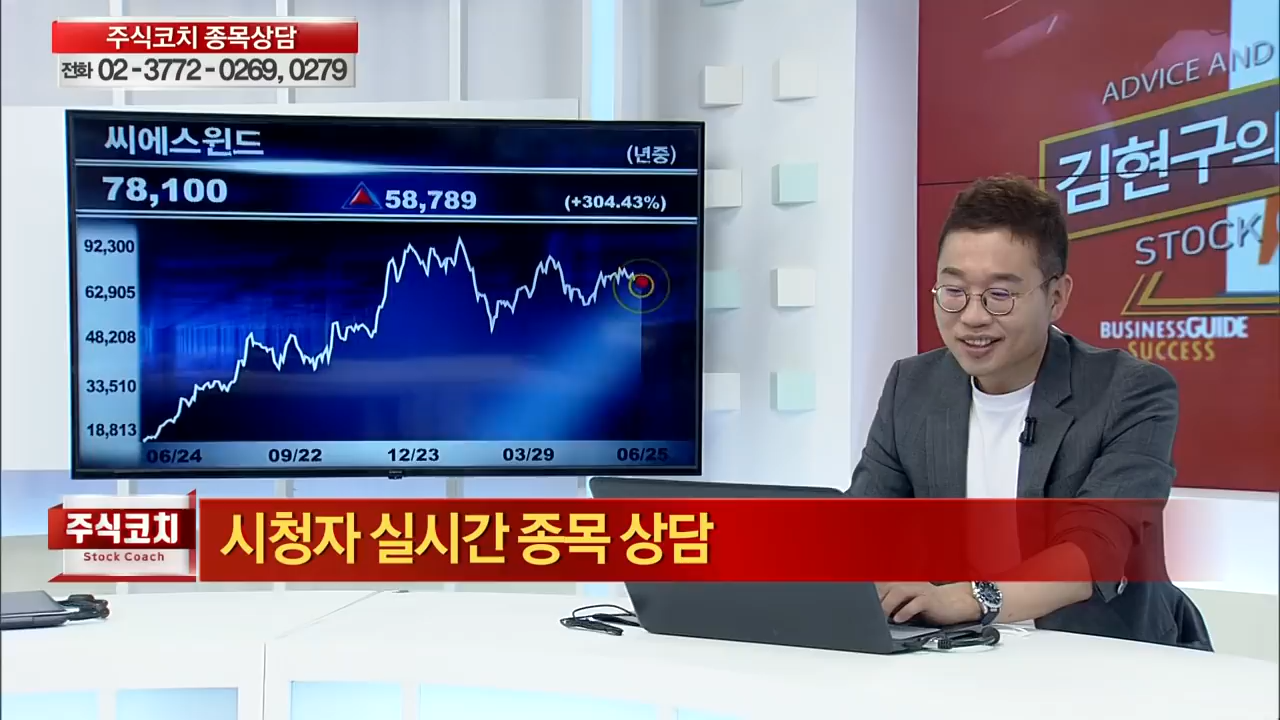 주식코치 종목상담
전화 02-3772-0269, 0279
씨에스윈드
(년중)
78,100
58,789
(+304.43%)
92,300
62,905
48,208
33,510
18,813
06/24
09/22
12/23
03/29
06/25
ADVICE AND
김현구의
STOCK
BUSINESSGUIDE
SUCCESS
주식코치
Stock Coach
시청자 실시간 종목 상담